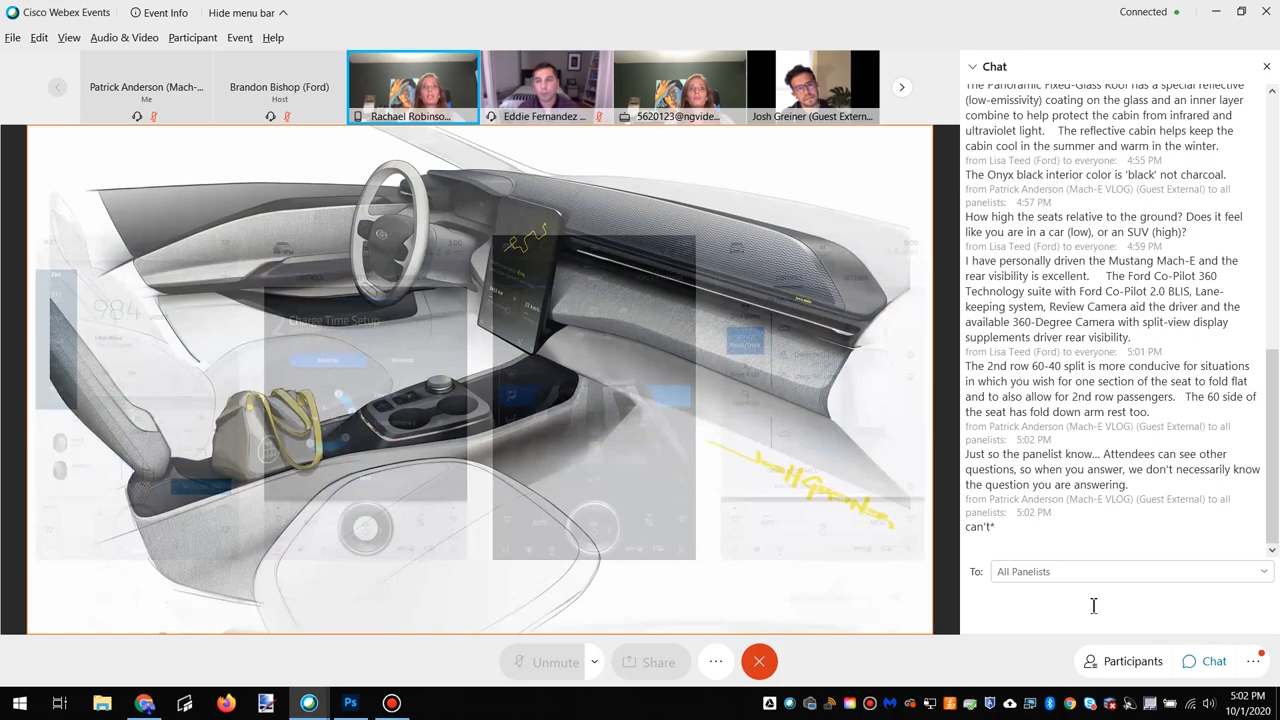 Cisco Webex Events
Event Info
Hide menu bar
Connected
File Edit View Audio & Video Participant Event Help
Patrick Anderson (Mach-...
Me
Brandon Bishop (Ford)
Host
Rachael Robinso...
Eddie Fernandez ...
5620123@ngvide...
Josh Greiner (Guest Extern...
Charge Time Setup
Chat
The Panoramic Fixed-Glass Roof has a special reflective
(low-emissivity) coating on the glass and an inner layer
combine to help protect the cabin from infrared and
ultraviolet light. The reflective cabin helps keep the
cabin cool in the summer and warm in the winter.
from Lisa Teed (Ford) to everyone: 4:55 PM
The Onyx black interior color is 'black' not charcoal.
from Patrick Anderson (Mach-E VLOG) (Guest External) to all
panelists: 4:57 PM
How high the seats relative to the ground? Does it feel
like you are in a car (low), or an SUV (high)?
from Lisa Teed (Ford) to everyone: 4:59 PM
I have personally driven the Mustang Mach-E and the
rear visibility is excellent. The Ford Co-Pilot 360
Technology suite with Ford Co-Pilot 2.0 BLIS, Lane-
keeping system, Review Camera aid the driver and the
available 360-Degree Camera with split-view display
supplements driver rear visibility.
from Lisa Teed (Ford) to everyone: 5:01 PM
The 2nd row 60-40 split is more conducive for situations
in which you wish for one section of the seat to fold flat
and to also allow for 2nd row passengers. The 60 side of
the seat has fold down arm rest too.
from Patrick Anderson (Mach-E VLOG) (Guest External) to all
panelists: 5:02 PM
Just so the panelist know... Attendees can see other
questions, so when you answer, we don't necessarily know
the question you are answering.
from Patrick Anderson (Mach-E VLOG) (Guest External) to all
panelists: 5:02 PM
can't*
To: All Panelists
Unmute
Share
Participants
Chat
5:02 PM
10/1/2020